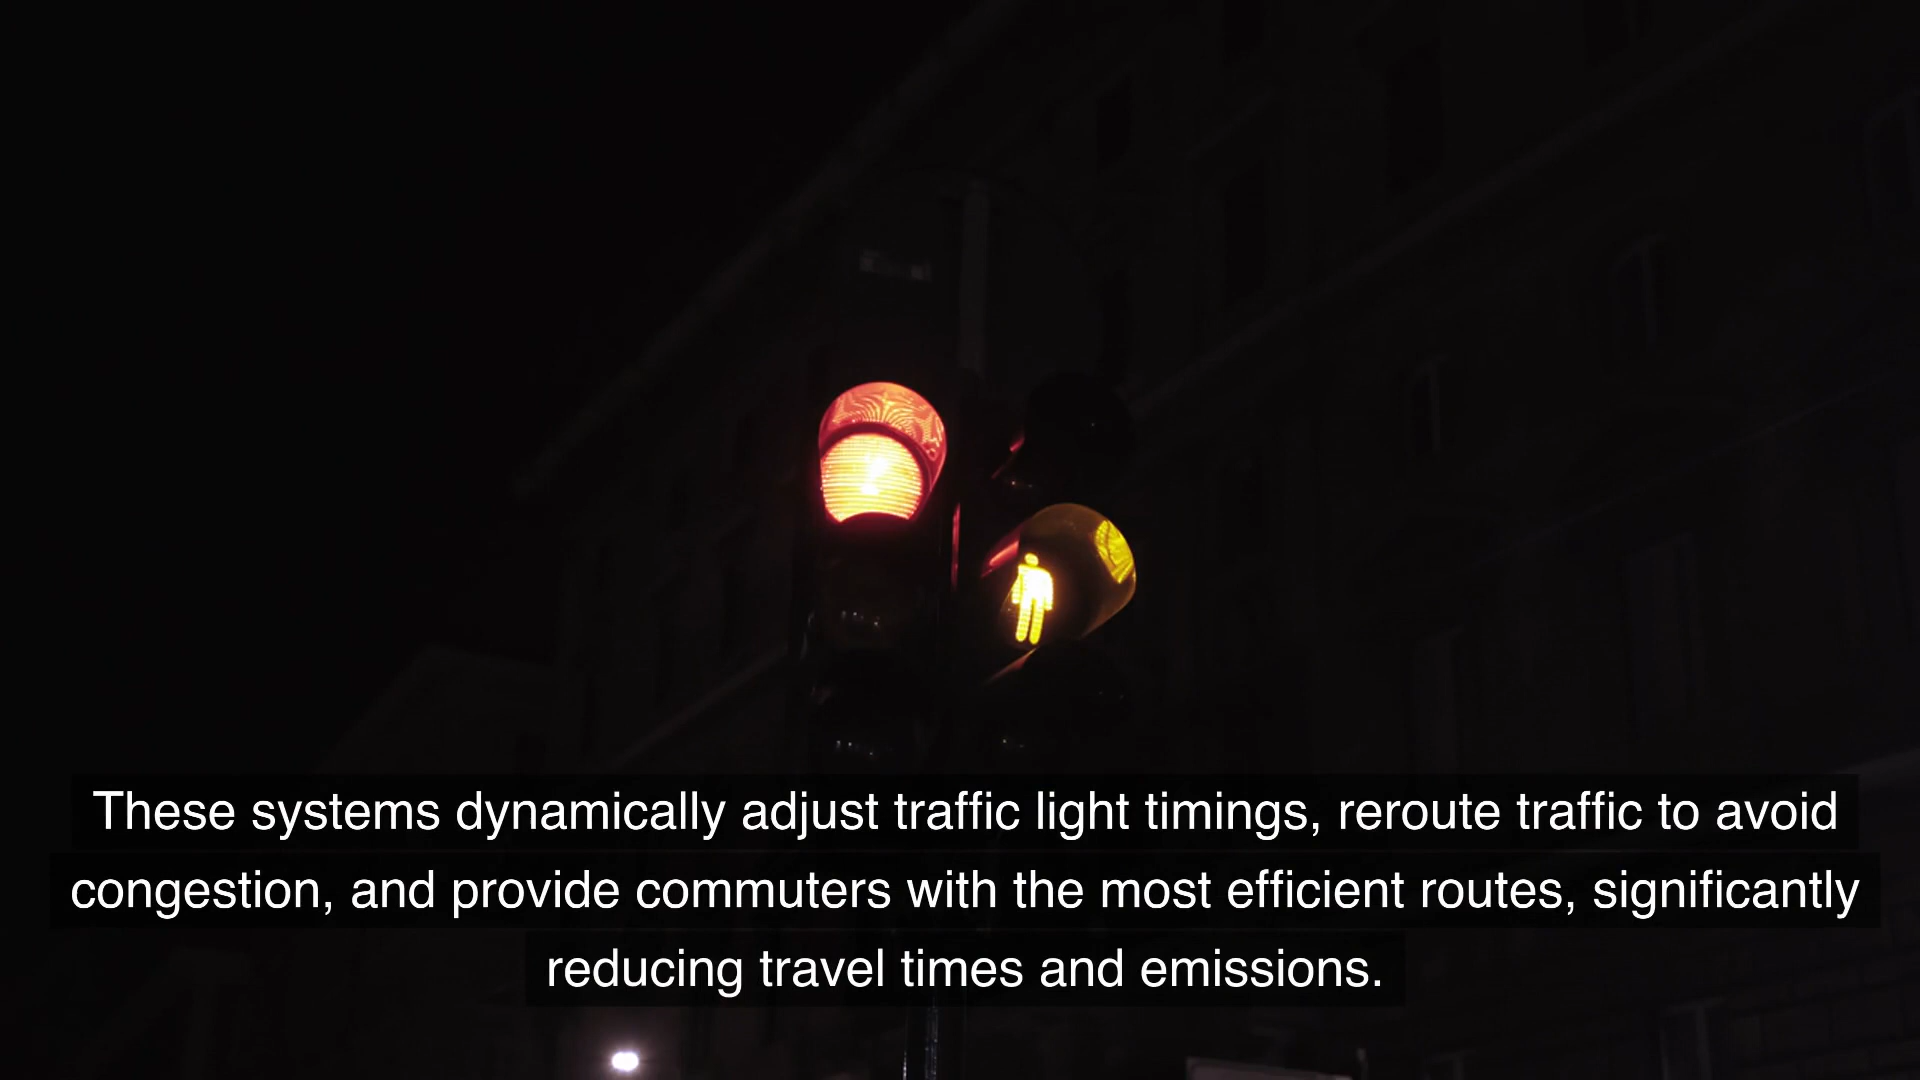 These systems dynamically adjust traffic light timings, reroute traffic to avoid
congestion, and provide commuters with the most efficient routes, significantly
reducing travel times and emissions.